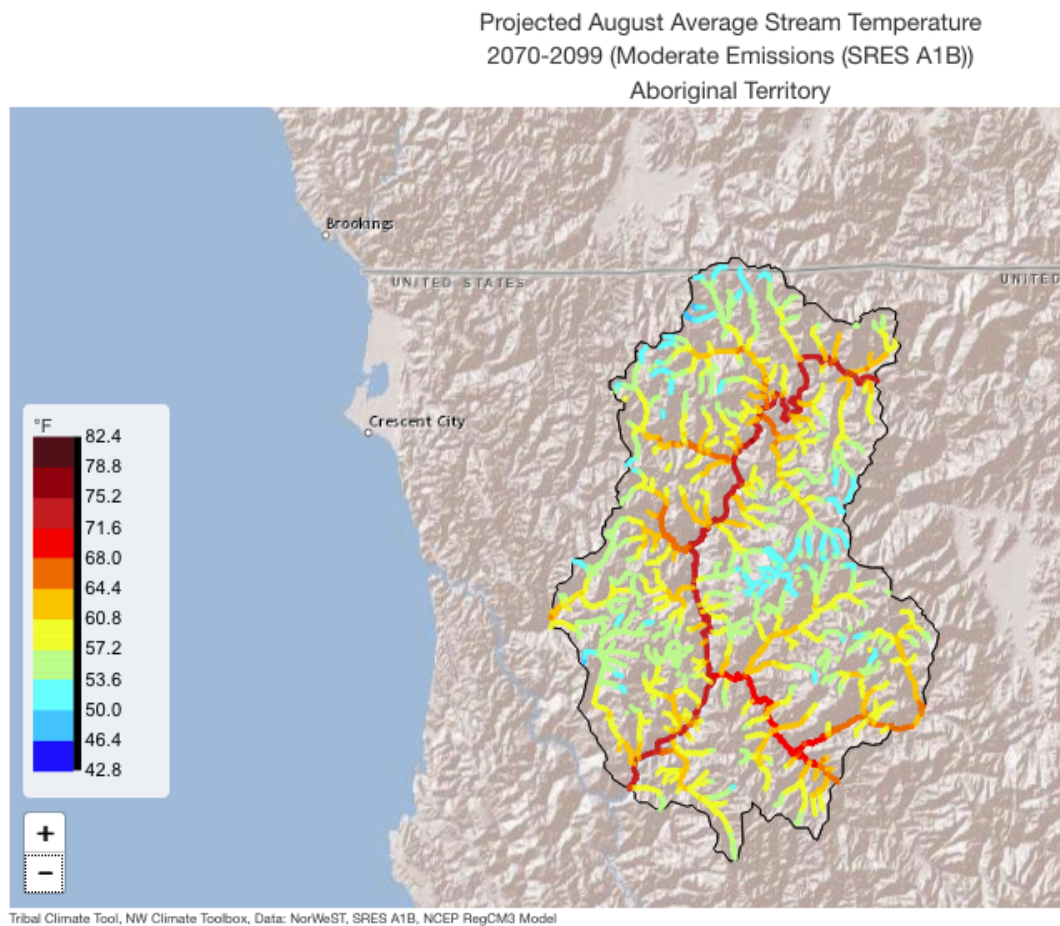 Projected August Average Stream Temperature
2070-2099 (Moderate Emissions (SRES A1B))
Aboriginal Territory
Brookings
UNITED STATES
UNITED
Crescent City
°F
82.4
78.8
75.2
71.6
68.0
64.4
60.8
57.2
53.6
50.0
46.4
42.8
+
−
Tribal Climate Tool, NW Climate Toolbox, Data: NorWeST, SRES A1B, NCEP RegCM3 Model